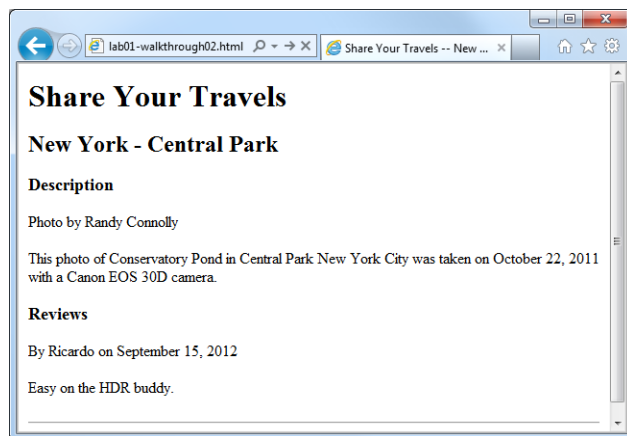 lab01-walkthrough02.html
Share Your Travels -- New ...
Share Your Travels
New York - Central Park
Description
Photo by Randy Connolly
This photo of Conservatory Pond in Central Park New York City was taken on October 22, 2011
with a Canon EOS 30D camera.
Reviews
By Ricardo on September 15, 2012
Easy on the HDR buddy.